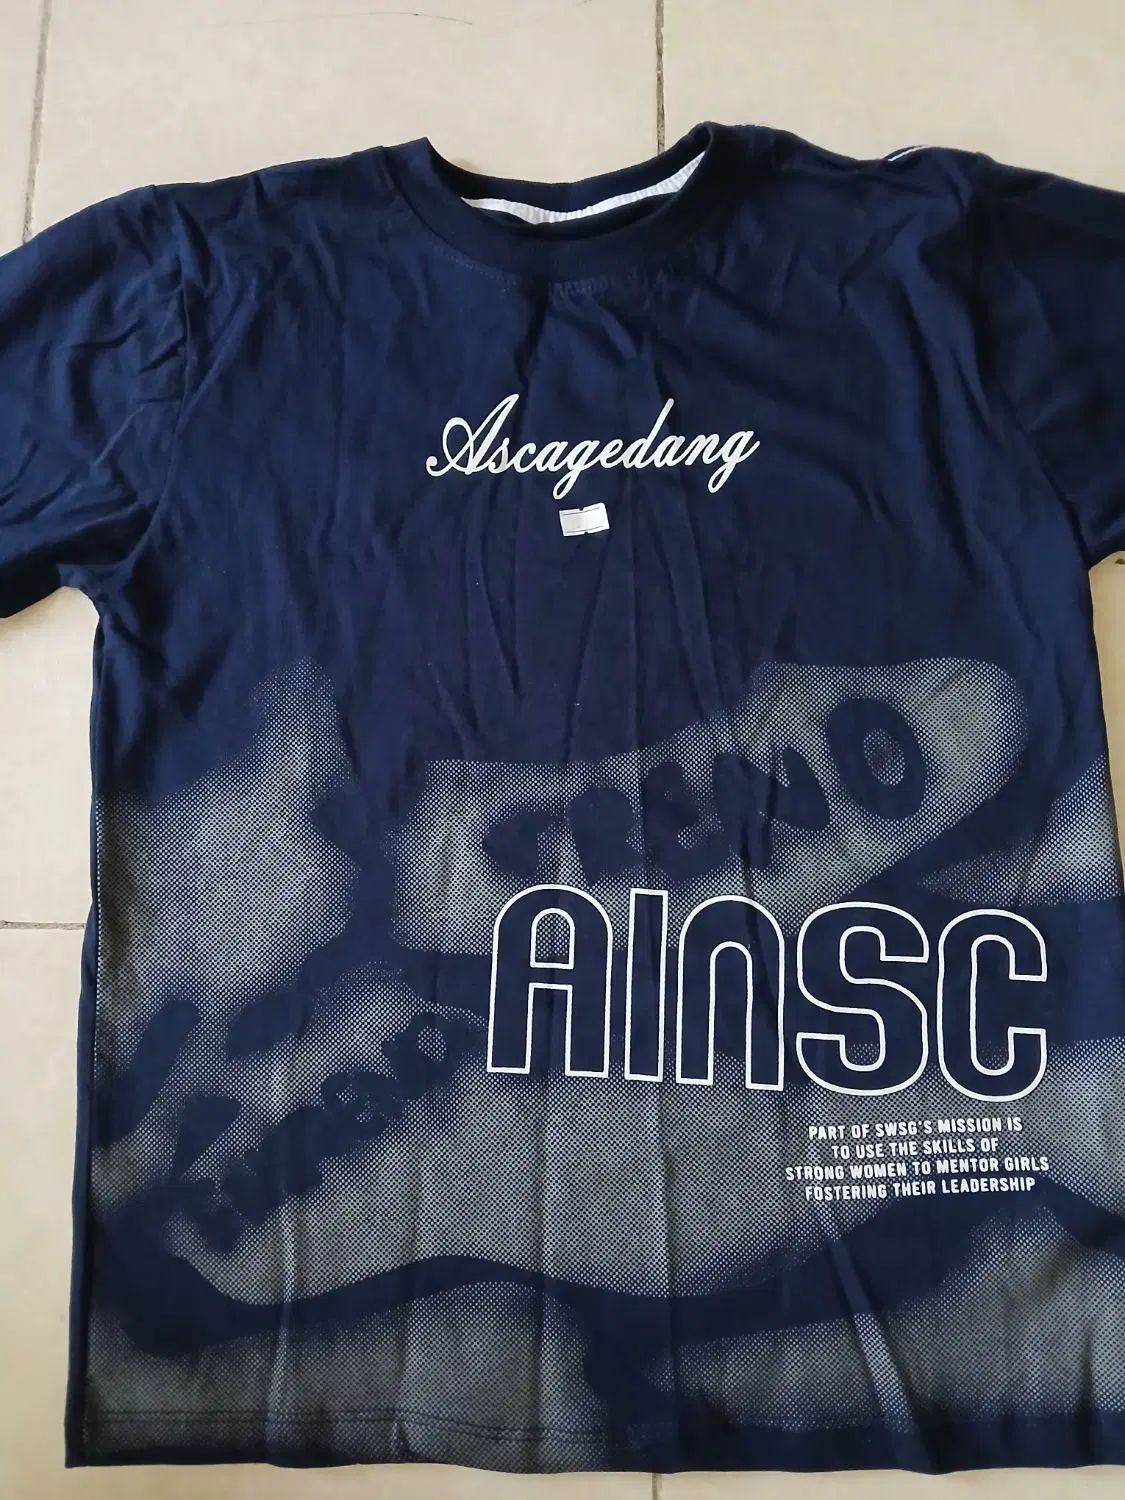 Ascagedang
AINSC
PART OF SWSG'S MISSION IS
TO USE THE SKILLS OF
STRONG WOMEN TO MENTOR GIRLS
FOSTERING THEIR LEADERSHIP